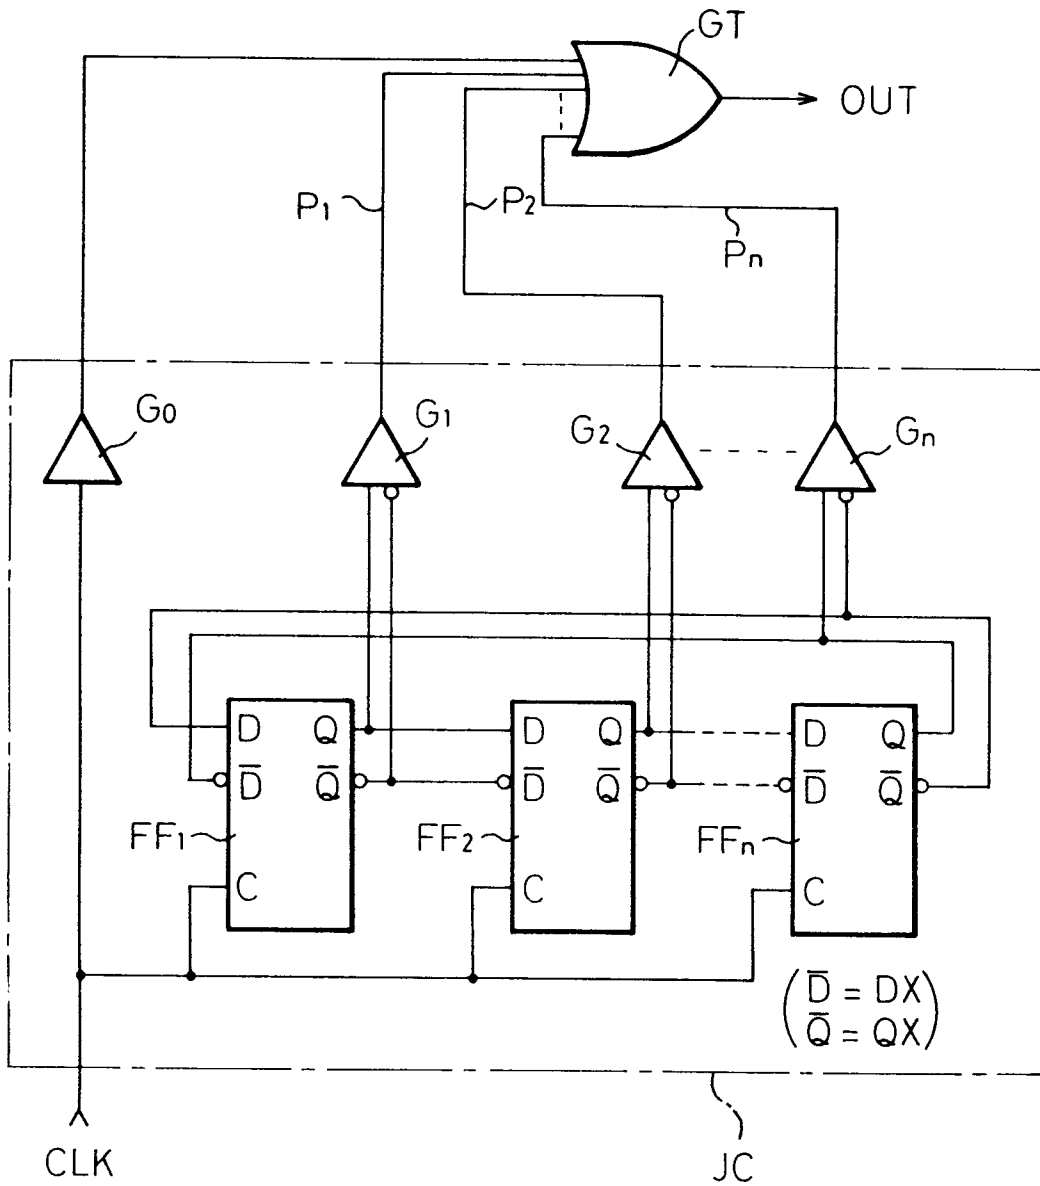 GT
OUT
P1
P2
Pn
G0
G1
G2
Gn
D Q
D̅ Q̅
FF1
C
D Q
D̅ Q̅
FF2
C
D Q
D̅ Q̅
FFn
C
(D̅ = DX
Q̅ = QX)
CLK
JC